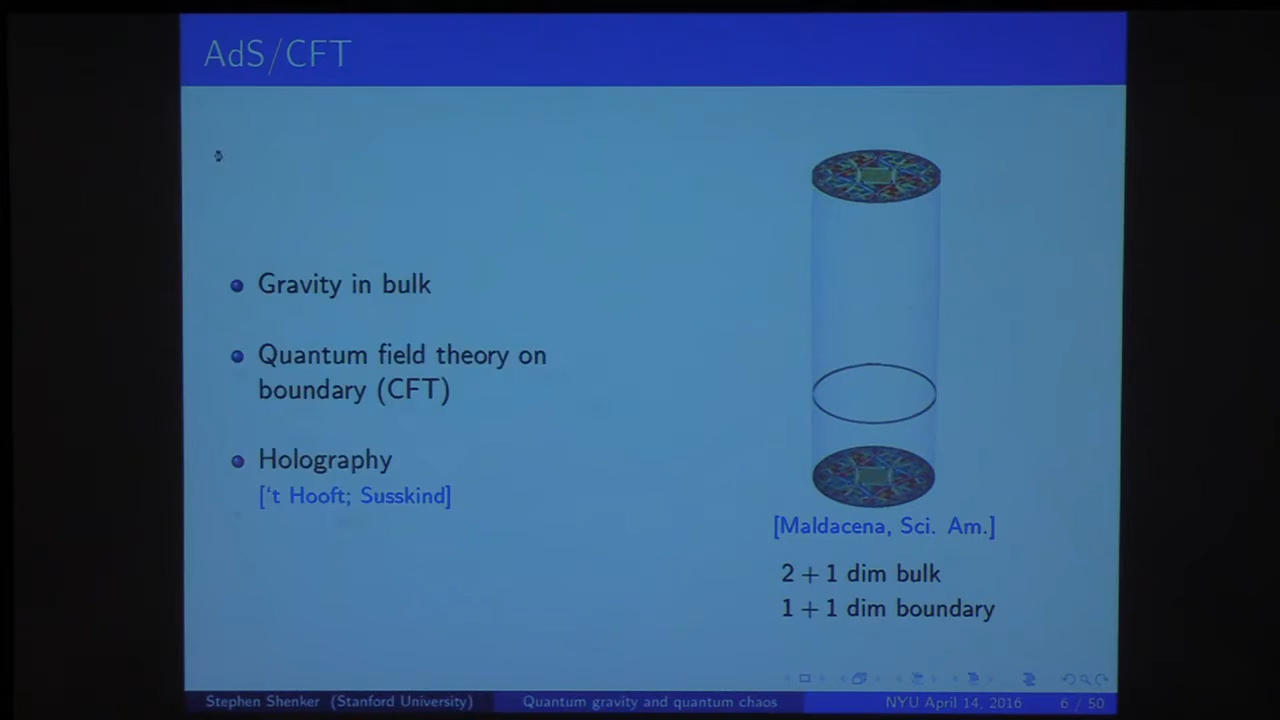 AdS/CFT
Gravity in bulk
Quantum field theory on
boundary (CFT)
Holography
[‘t Hooft; Susskind]
[Maldacena, Sci. Am.]
2 + 1 dim bulk
1 + 1 dim boundary
Stephen Shenker (Stanford University)
Quantum gravity and quantum chaos
NYU April 14, 2016
6 / 50